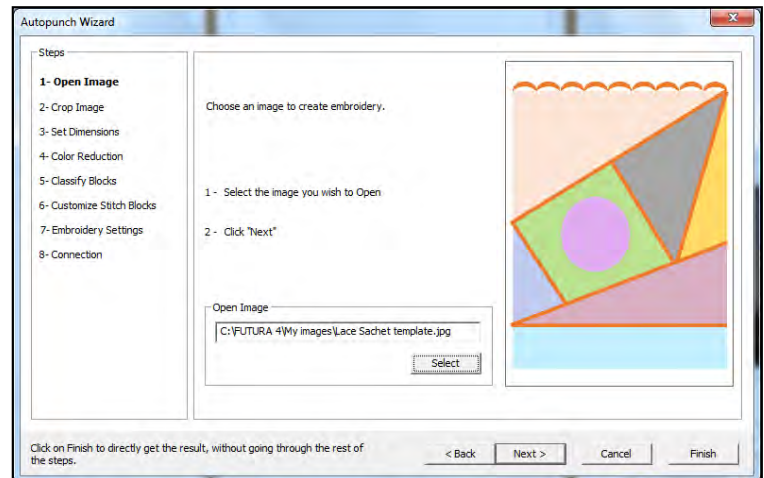 Autopunch Wizard
Steps
1- Open Image
2- Crop Image
3- Set Dimensions
4- Color Reduction
5- Classify Blocks
6- Customize Stitch Blocks
7- Embroidery Settings
8- Connection
Choose an image to create embroidery.
1 - Select the image you wish to Open
2 - Click "Next"
Open Image
C:\FUTURA 4\My images\Lace Sachet template.jpg
Select
Click on Finish to directly get the result, without going through the rest of
the steps.
< Back
Next >
Cancel
Finish